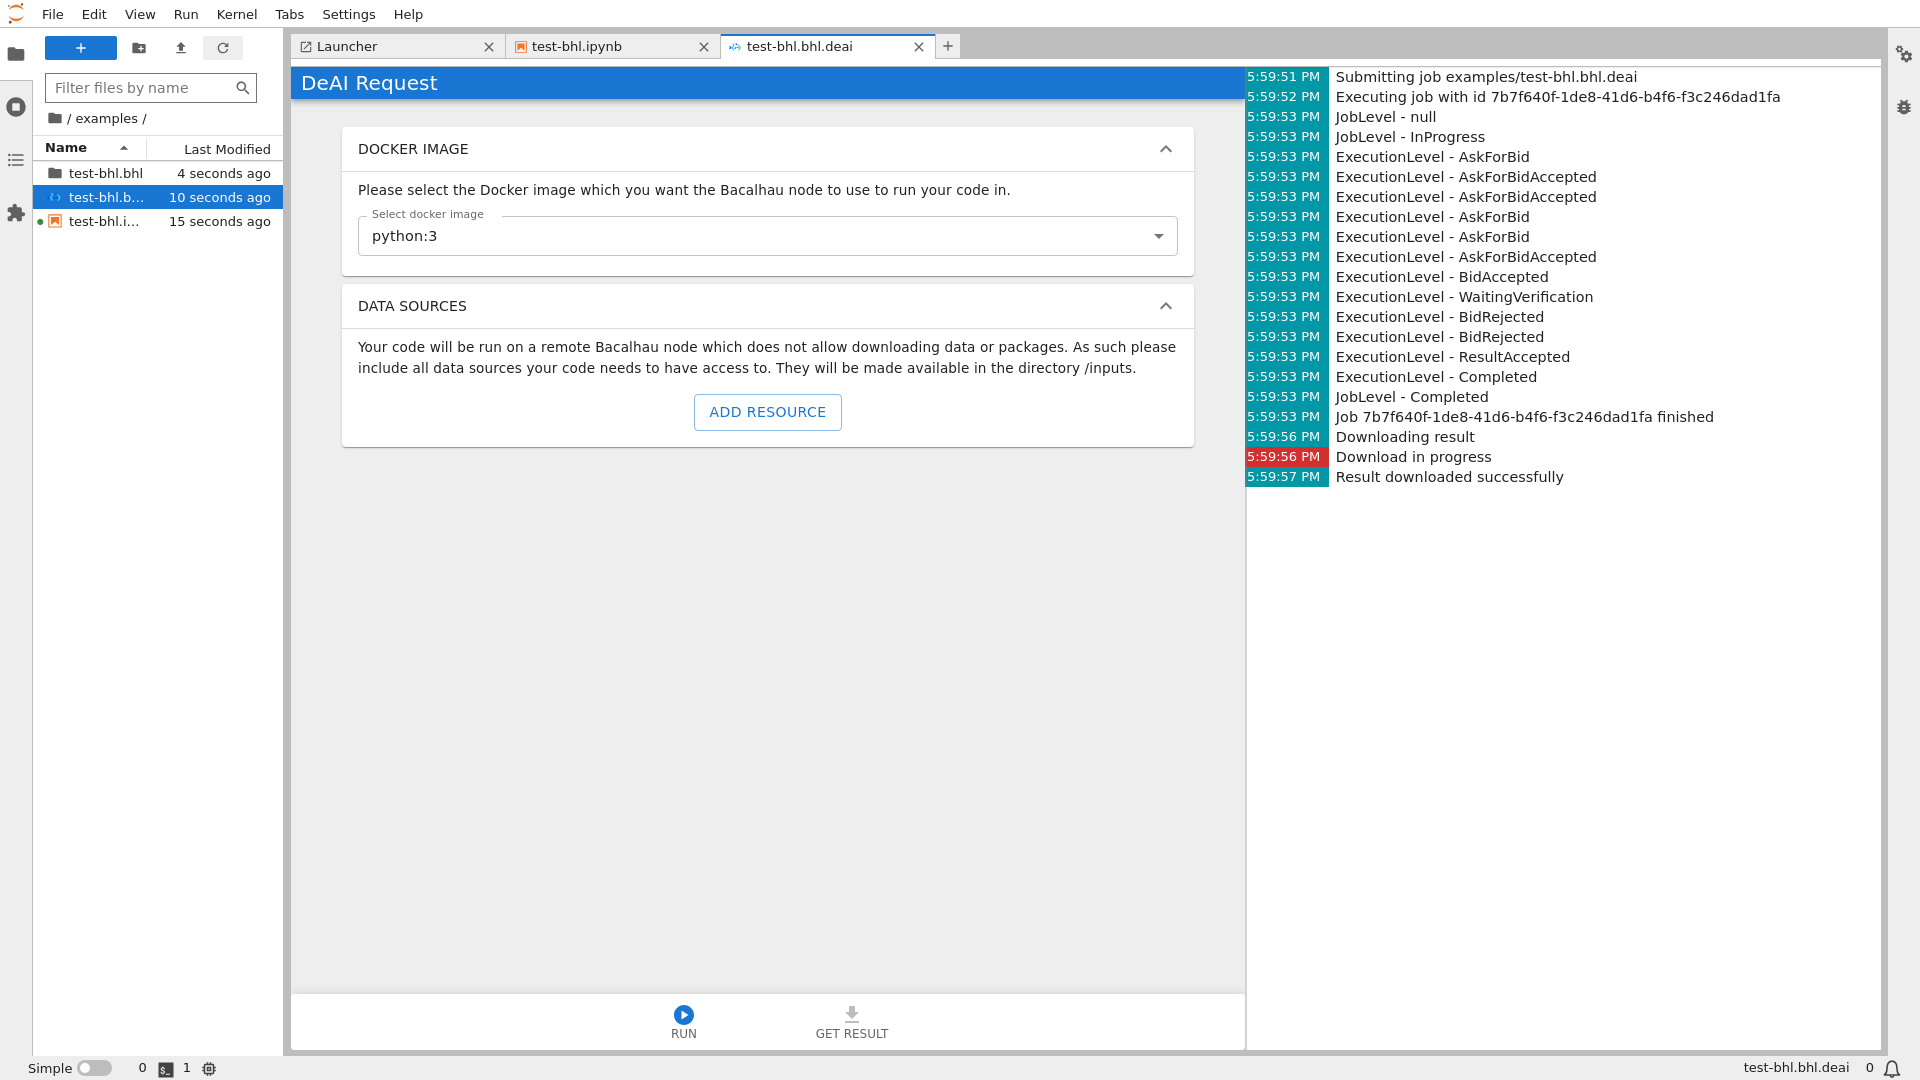 File Edit View Run Kernel Tabs Settings Help
Filter files by name
/ examples /
Name Last Modified
test-bhl.bhl 4 seconds ago
test-bhl.b... 10 seconds ago
test-bhl.i... 15 seconds ago
Launcher test-bhl.ipynb test-bhl.bhl.deai
DeAI Request
DOCKER IMAGE
Please select the Docker image which you want the Bacalhau node to use to run your code in.
Select docker image
python:3
DATA SOURCES
Your code will be run on a remote Bacalhau node which does not allow downloading data or packages. As such please
include all data sources your code needs to have access to. They will be made available in the directory /inputs.
ADD RESOURCE
RUN GET RESULT
5:59:51 PM Submitting job examples/test-bhl.bhl.deai
5:59:52 PM Executing job with id 7b7f640f-1de8-41d6-b4f6-f3c246dad1fa
5:59:53 PM JobLevel - null
5:59:53 PM JobLevel - InProgress
5:59:53 PM ExecutionLevel - AskForBid
5:59:53 PM ExecutionLevel - AskForBidAccepted
5:59:53 PM ExecutionLevel - AskForBidAccepted
5:59:53 PM ExecutionLevel - AskForBid
5:59:53 PM ExecutionLevel - AskForBid
5:59:53 PM ExecutionLevel - AskForBidAccepted
5:59:53 PM ExecutionLevel - BidAccepted
5:59:53 PM ExecutionLevel - WaitingVerification
5:59:53 PM ExecutionLevel - BidRejected
5:59:53 PM ExecutionLevel - BidRejected
5:59:53 PM ExecutionLevel - ResultAccepted
5:59:53 PM ExecutionLevel - Completed
5:59:53 PM JobLevel - Completed
5:59:53 PM Job 7b7f640f-1de8-41d6-b4f6-f3c246dad1fa finished
5:59:56 PM Downloading result
5:59:56 PM Download in progress
5:59:57 PM Result downloaded successfully
Simple 0 $_ 1 test-bhl.bhl.deai 0